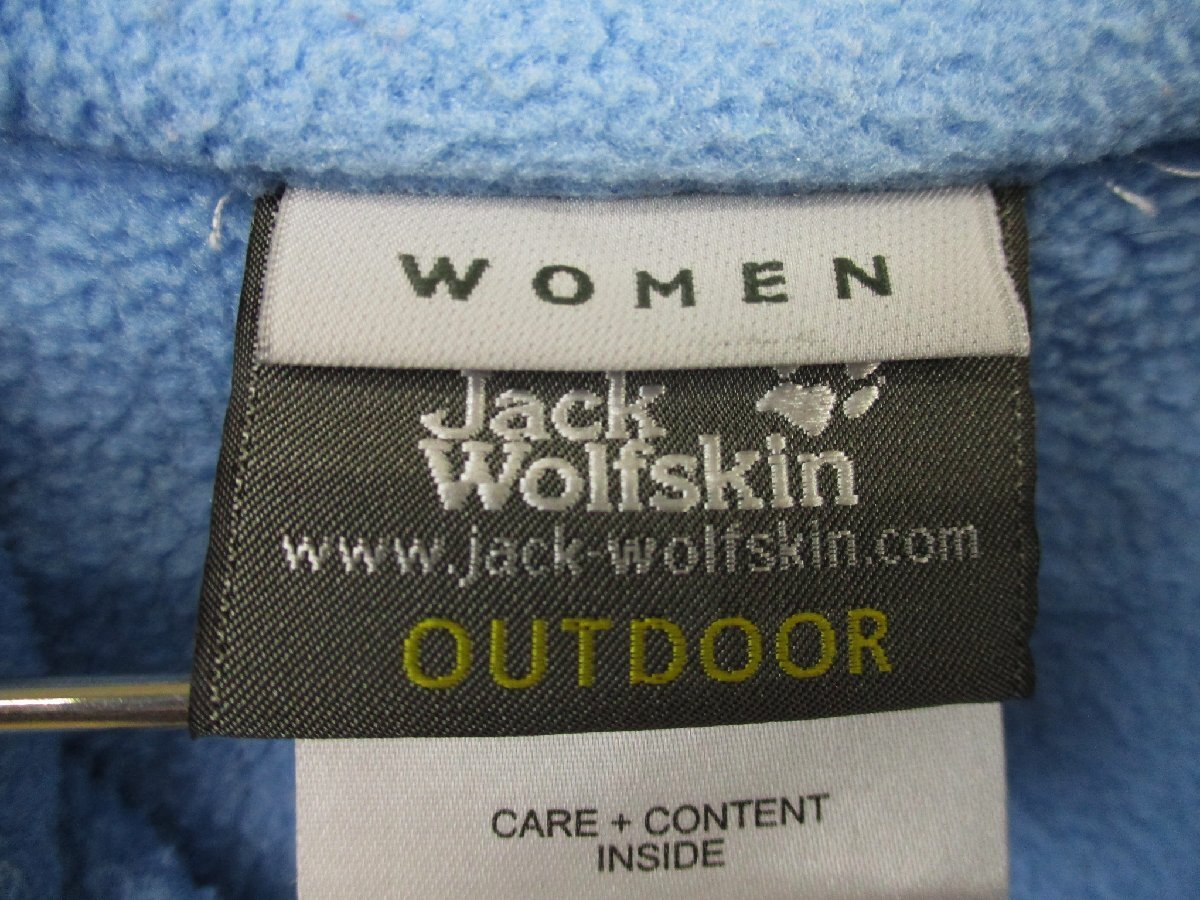 WOMEN
Jack
Wolfskin
www.jack-wolfskin.com
OUTDOOR
CARE + CONTENT
INSIDE